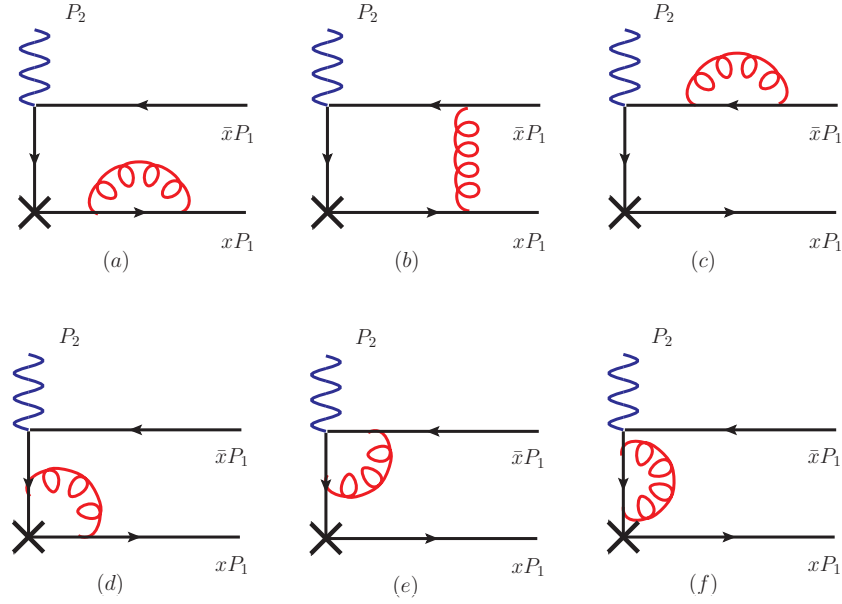 P₂ P₂ P₂
x̄P₁ x̄P₁ x̄P₁
xP₁ xP₁ xP₁
(a) (b) (c)
P₂ P₂ P₂
x̄P₁ x̄P₁ x̄P₁
xP₁ xP₁ xP₁
(d) (e) (f)